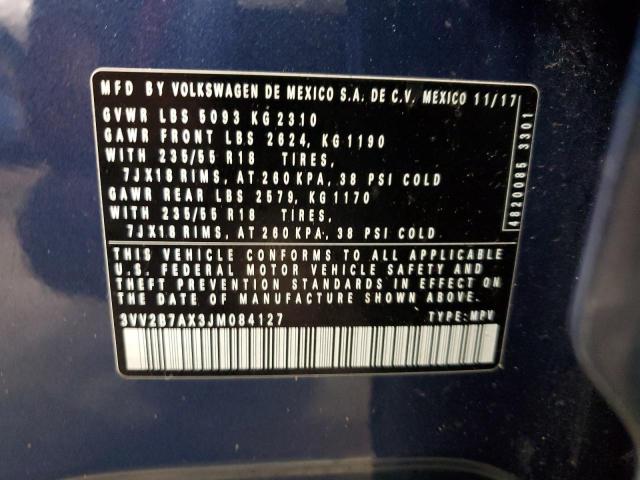 MFD BY VOLKSWAGEN DE MEXICO S.A. DE C.V. MEXICO 11/17
GVWR LBS 5093 KG 2310
GAWR FRONT LBS 2624, KG 1190
WITH 235/55 R18 TIRES,
7JX18 RIMS, AT 260 KPA, 38 PSI COLD
GAWR REAR LBS 2579, KG 1170
WITH 235/55 R18 TIRES,
7JX18 RIMS, AT 260 KPA, 38 PSI COLD
4820085 3301
THIS VEHICLE CONFORMS TO ALL APPLICABLE
U.S. FEDERAL MOTOR VEHICLE SAFETY AND
THEFT PREVENTION STANDARDS IN EFFECT ON
THE DATE OF MANUFACTURE SHOWN ABOVE.
3VV2B7AX3JM084127 TYPE: MPV